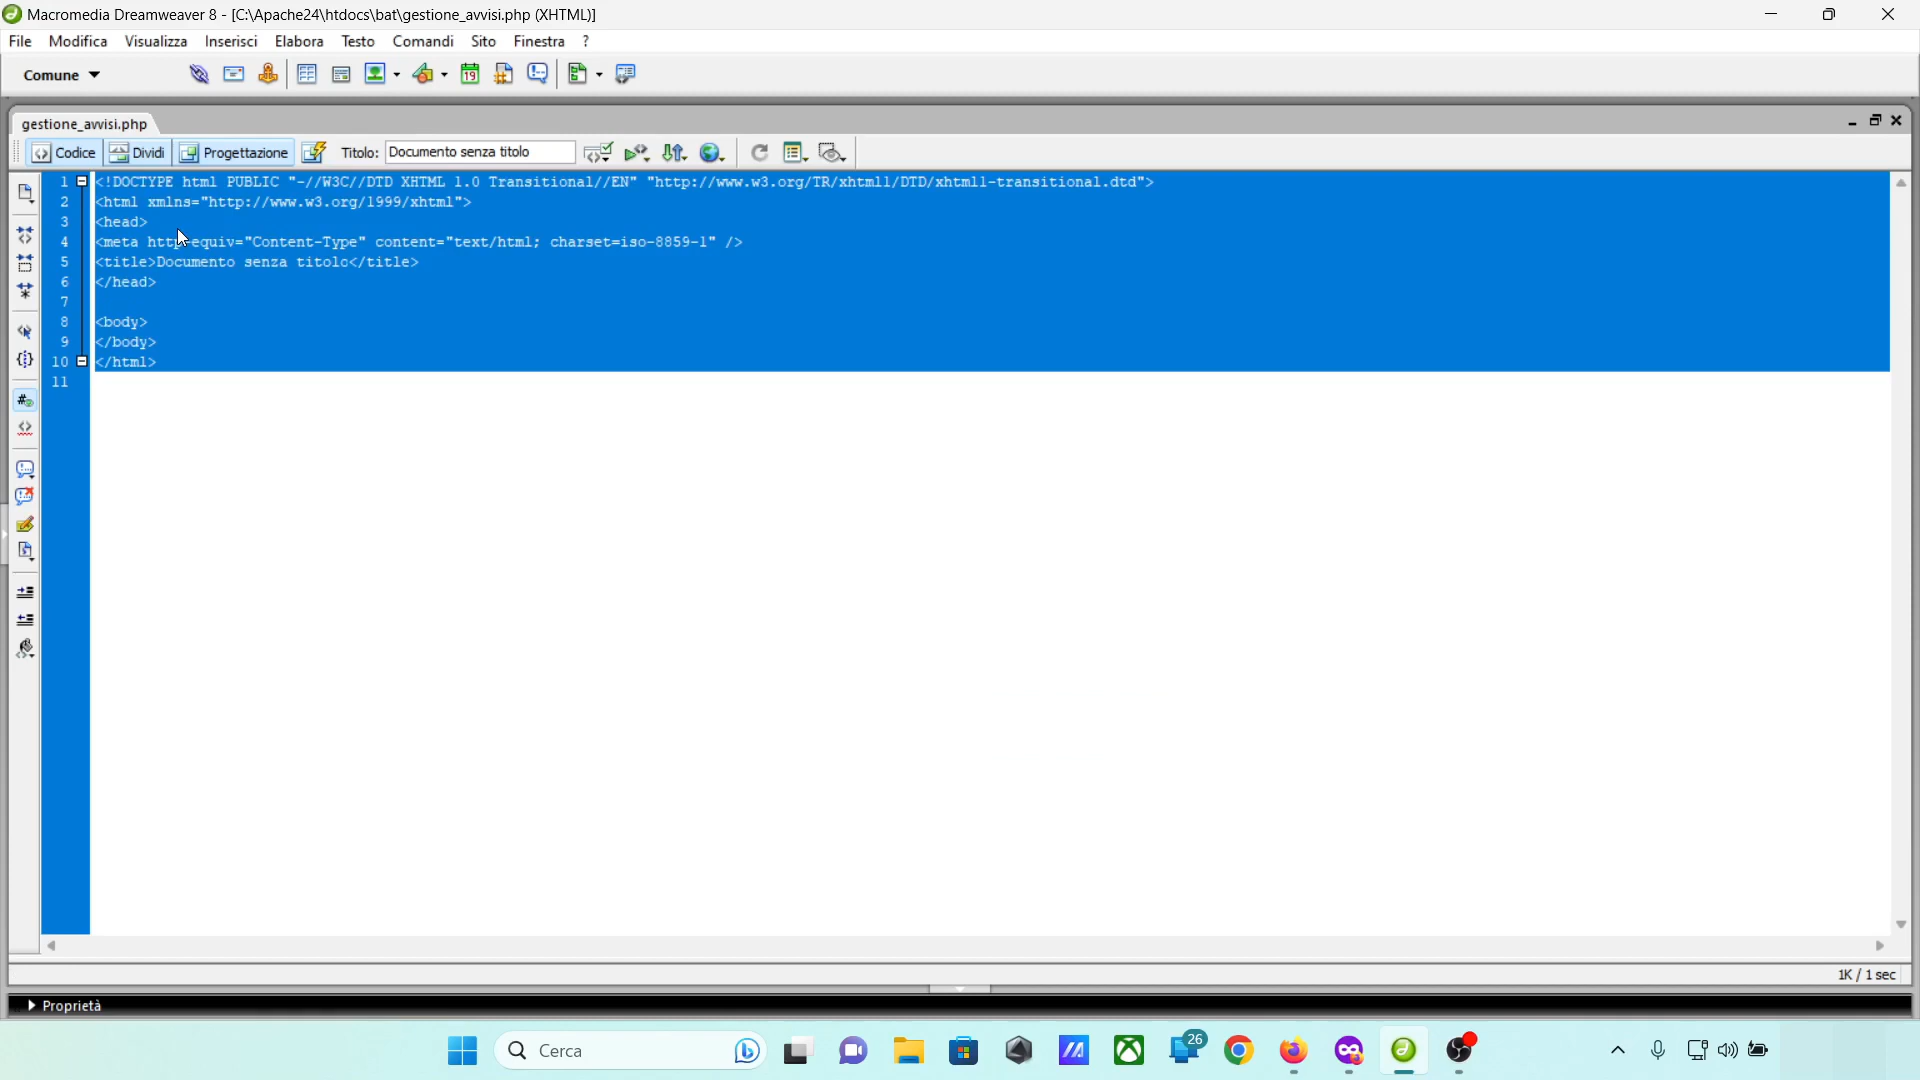 Macromedia Dreamweaver 8 - [C:\Apache24\htdocs\bat\gestione_avvisi.php (XHTML)]
File Modifica Visualizza Inserisci Elabora Testo Comandi Sito Finestra ?
Comune
19
gestione_avvisi.php
Codice Dividi Progettazione Titolo: Documento senza titolo
1 <!DOCTYPE html PUBLIC "-//W3C//DTD XHTML 1.0 Transitional//EN" "http://www.w3.org/TR/xhtml1/DTD/xhtml1-transitional.dtd">
2 <html xmlns="http://www.w3.org/1999/xhtml">
3 <head>
4 <meta http-equiv="Content-Type" content="text/html; charset=iso-8859-1" />
5 <title>Documento senza titolo</title>
6 </head>
7
8 <body>
9 </body>
10 </html>
11
1K / 1 sec
Proprietà
Cerca
26